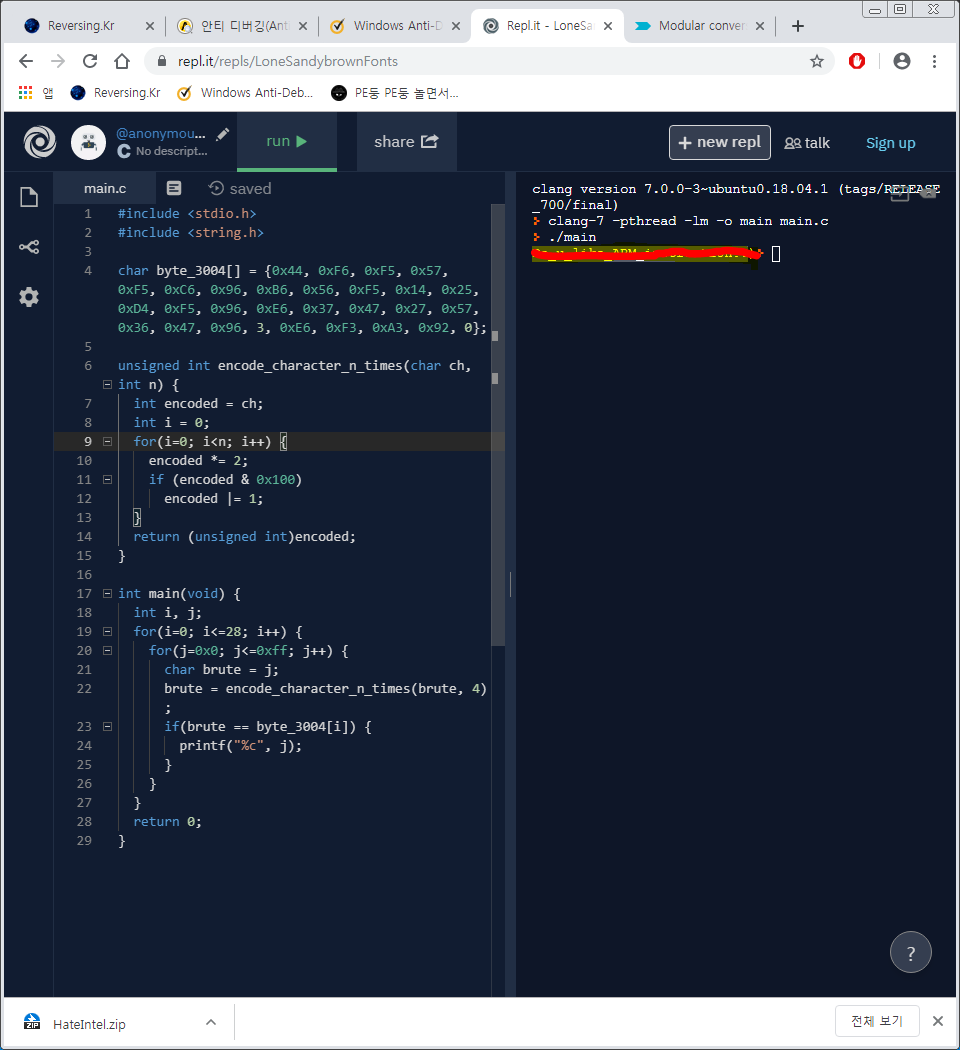 Reversing.Kr
안티 디버깅(Anti
Windows Anti-D
Repl.it - LoneSan
Modular conver
repl.it/repls/LoneSandybrownFonts
앱 Reversing.Kr Windows Anti-Deb... PE둥 PE둥 놀면서...
@anonymou...
No descript...
run
share
+ new repl
talk
Sign up
main.c
saved
1 #include <stdio.h>
2 #include <string.h>
3
4 char byte_3004[] = {0x44, 0xF6, 0xF5, 0x57,
0xF5, 0xC6, 0x96, 0xB6, 0x56, 0xF5, 0x14, 0x25,
0xD4, 0xF5, 0x96, 0xE6, 0x37, 0x47, 0x27, 0x57,
0x36, 0x47, 0x96, 3, 0xE6, 0xF3, 0xA3, 0x92, 0};
5
6 unsigned int encode_character_n_times(char ch,
int n) {
7 int encoded = ch;
8 int i = 0;
9 for(i=0; i<n; i++) {
10 encoded *= 2;
11 if (encoded & 0x100)
12 encoded |= 1;
13 }
14 return (unsigned int)encoded;
15 }
16
17 int main(void) {
18 int i, j;
19 for(i=0; i<=28; i++) {
20 for(j=0x0; j<=0xff; j++) {
21 char brute = j;
22 brute = encode_character_n_times(brute, 4)
;
23 if(brute == byte_3004[i]) {
24 printf("%c", j);
25 }
26 }
27 }
28 return 0;
29 }
clang version 7.0.0-3~ubuntu0.18.04.1 (tags/RELEASE
_700/final)
clang-7 -pthread -lm -o main main.c
./main
?
ZIP
HateIntel.zip
전체 보기